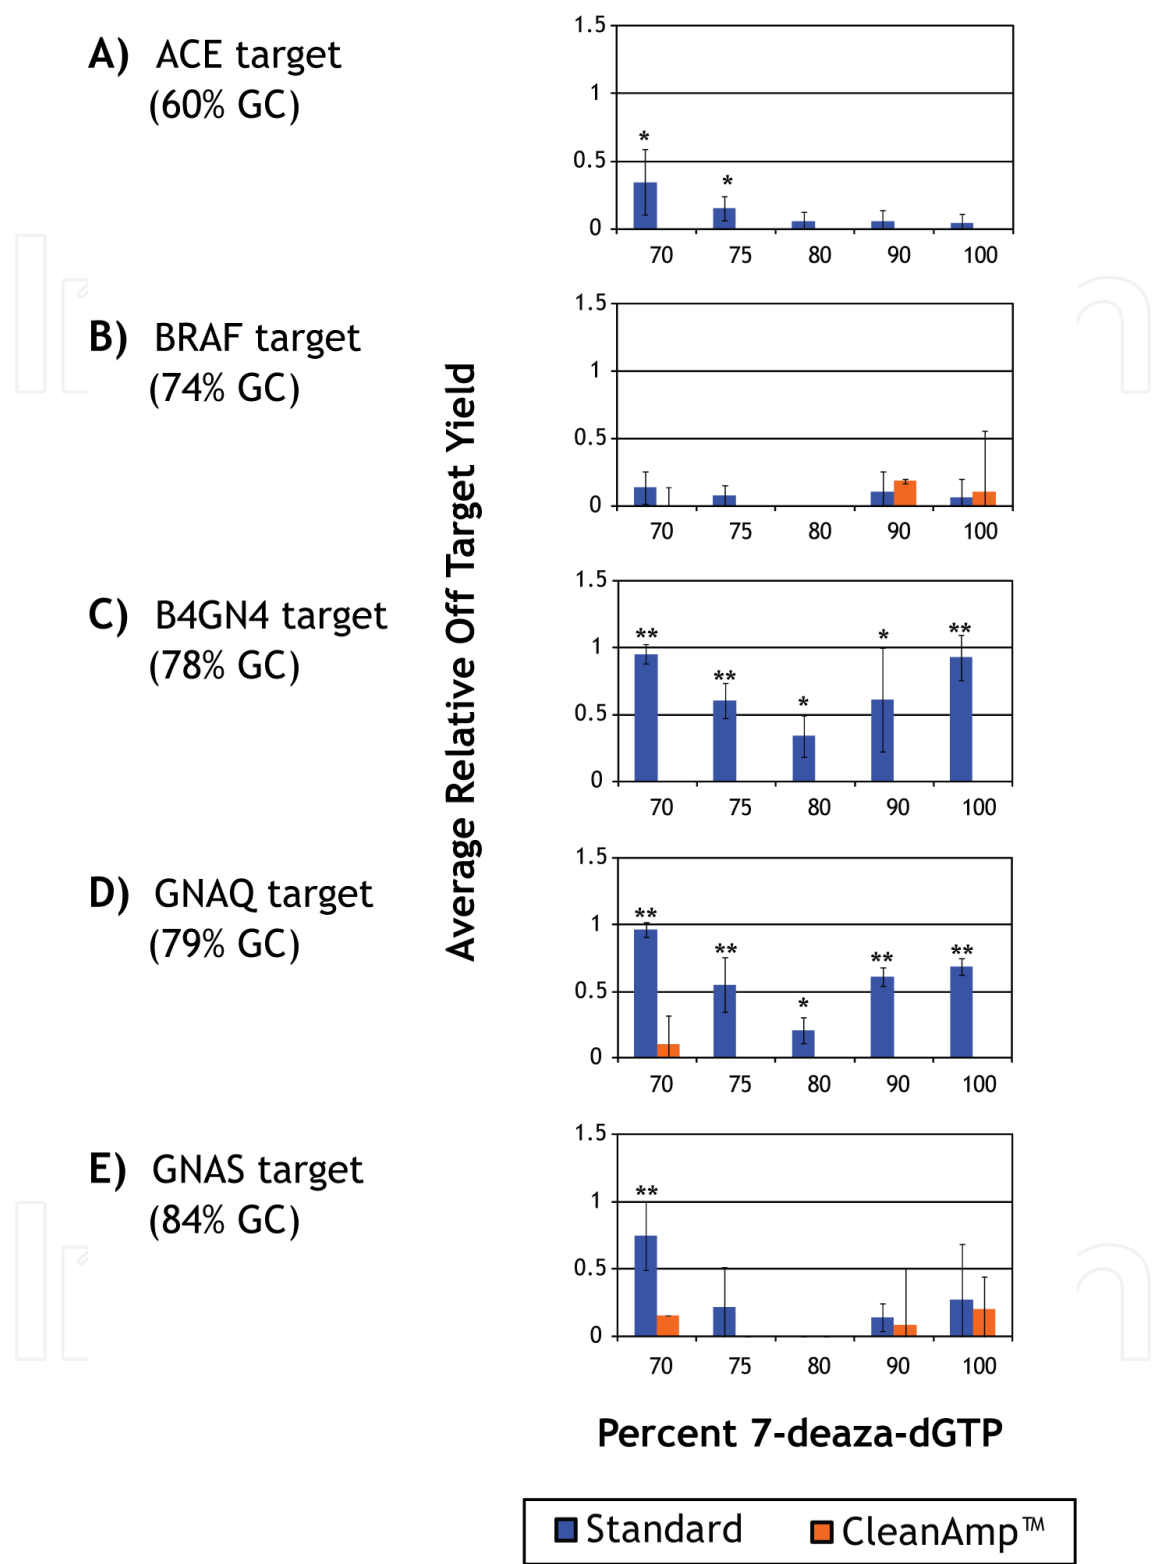 A) ACE target
(60% GC)
1.5
1
0.5
0
*
*
70 75 80 90 100
B) BRAF target
(74% GC)
1.5
1
0.5
0
70 75 80 90 100
C) B4GN4 target
(78% GC)
1.5
1
0.5
0
**
**
*
*
**
70 75 80 90 100
D) GNAQ target
(79% GC)
1.5
1
0.5
0
**
**
*
**
**
70 75 80 90 100
E) GNAS target
(84% GC)
1.5
1
0.5
0
**
70 75 80 90 100
Average Relative Off Target Yield
Percent 7-deaza-dGTP
Standard CleanAmp™